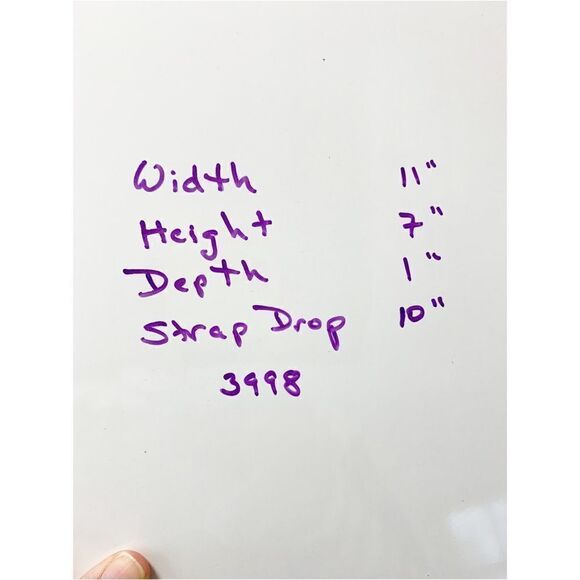 Width 11"
Height 7"
Depth 1"
Strap Drop 10"
3998